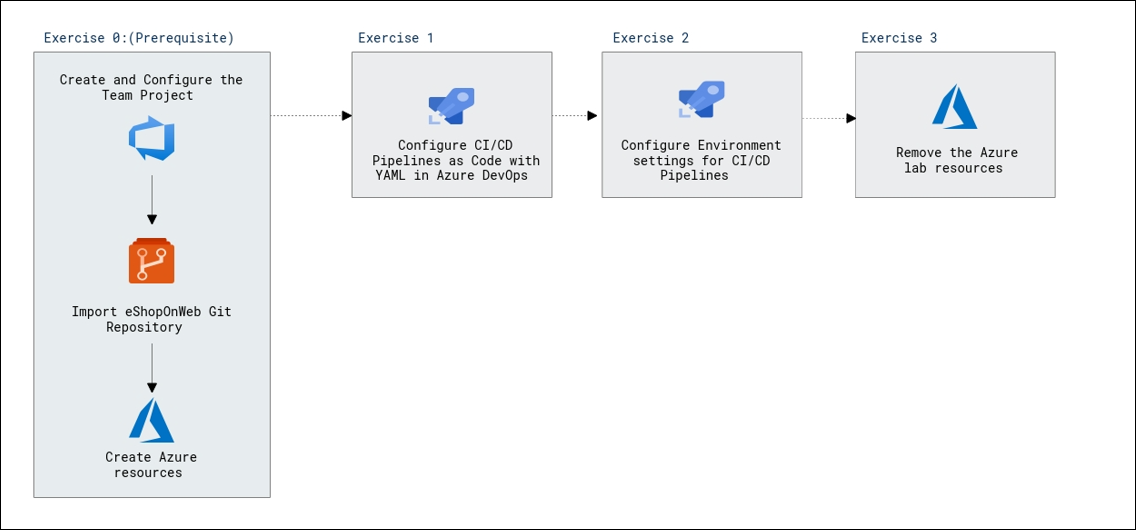 Exercise 0:(Prerequisite)
Create and Configure the
Team Project
Import eShopOnWeb Git
Repository
Create Azure
resources
Exercise 1
Configure CI/CD
Pipelines as Code with
YAML in Azure DevOps
Exercise 2
Configure Environment
settings for CI/CD
Pipelines
Exercise 3
Remove the Azure
lab resources